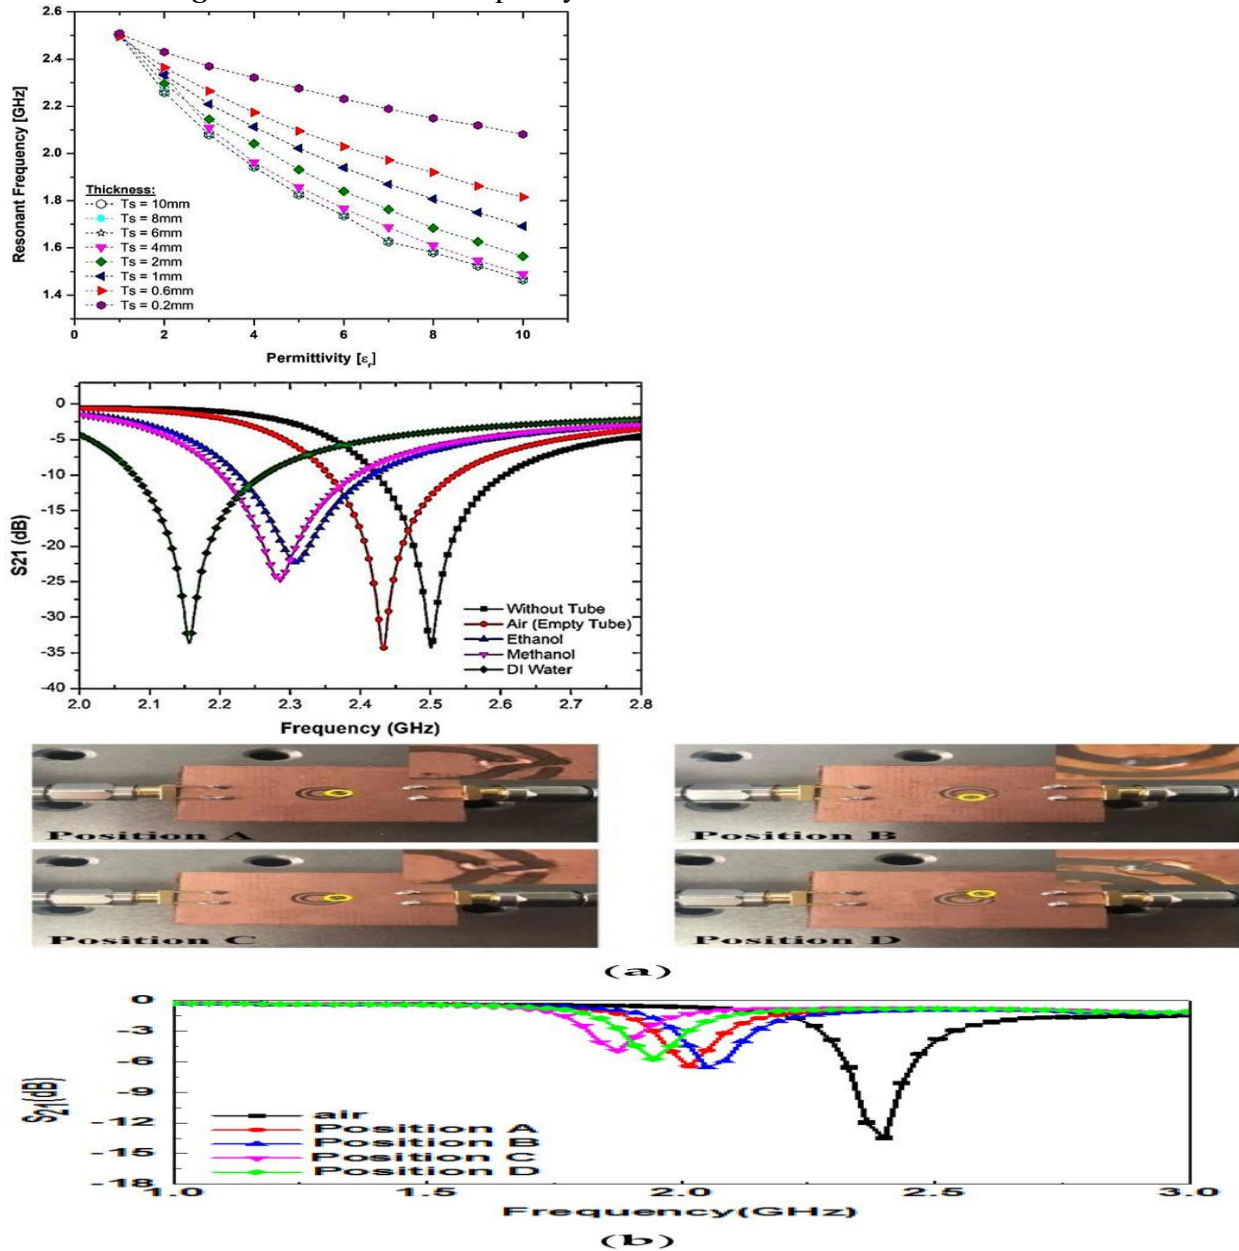 2.6
2.4
2.2
2.0
1.8
1.6
1.4
Resonant Frequency [GHz]
Thickness:
Ts = 10mm
Ts = 8mm
Ts = 6mm
Ts = 4mm
Ts = 2mm
Ts = 1mm
Ts = 0.6mm
Ts = 0.2mm
0 2 4 6 8 10
Permittivity [εr]
0
-5
-10
-15
-20
-25
-30
-35
-40
S21 (dB)
Without Tube
Air (Empty Tube)
Ethanol
Methanol
DI Water
2.0 2.1 2.2 2.3 2.4 2.5 2.6 2.7 2.8
Frequency (GHz)
Position A
Position B
Position C
Position D
(a)
0
-3
-6
-9
-12
-15
-18
S21(dB)
air
Position A
Position B
Position C
Position D
1.0 1.5 2.0 2.5 3.0
Frequency(GHz)
(b)